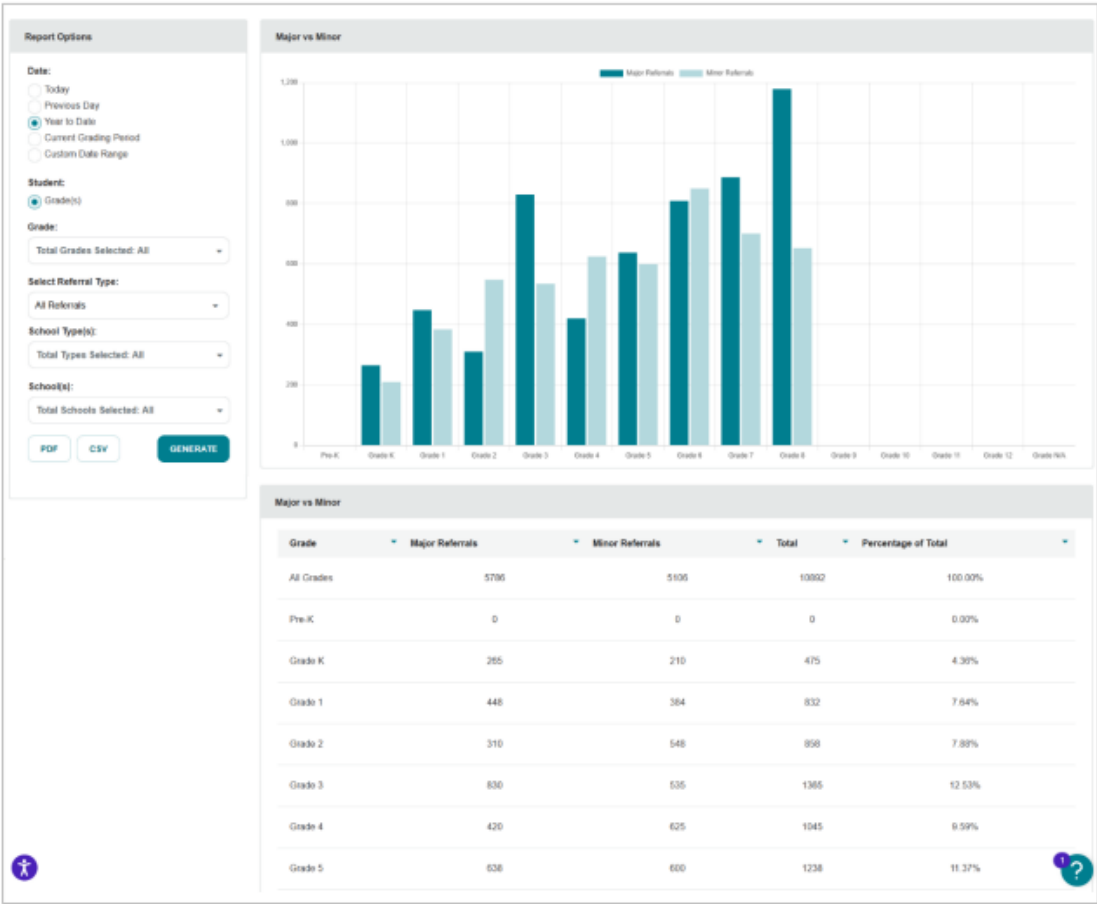 Report Options
Date:
Today
Previous Day
Year to Date
Current Grading Period
Custom Date Range
Student:
Grade(s)
Grade:
Total Grades Selected: All
Select Referral Type:
All Referrals
School Type(s):
Total Types Selected: All
School(s):
Total Schools Selected: All
PDF CSV GENERATE
Major vs Minor
Major Referrals Minor Referrals
1,200
1,000
800
600
400
200
0
Pre-K Grade K Grade 1 Grade 2 Grade 3 Grade 4 Grade 5 Grade 6 Grade 7 Grade 8 Grade 9 Grade 10 Grade 11 Grade 12 Grade N/A
Major vs Minor
Grade Major Referrals Minor Referrals Total Percentage of Total
All Grades 5786 5106 10892 100.00%
Pre-K 0 0 0 0.00%
Grade K 265 210 475 4.36%
Grade 1 448 384 832 7.64%
Grade 2 310 548 858 7.88%
Grade 3 830 535 1365 12.53%
Grade 4 420 625 1045 9.59%
Grade 5 638 600 1238 11.37%
1
?